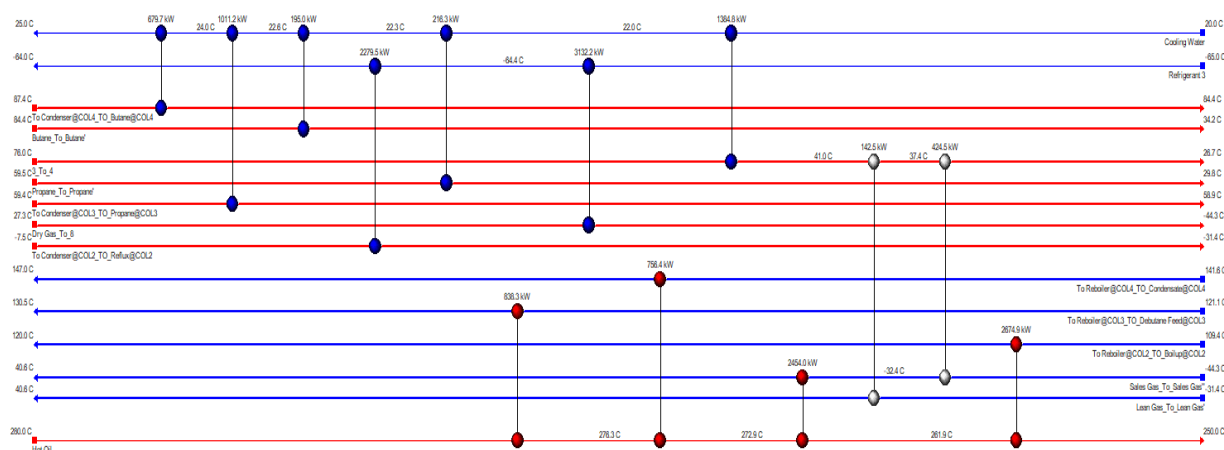 679.7 kW 1011.2 kW 195.0 kW 216.3 kW 1384.8 kW
25.0 C 24.0 C 22.6 C 22.3 C 22.0 C 20.0 C
Cooling Water
2279.5 kW 3132.2 kW
-64.0 C -64.4 C -65.0 C
Refrigerant 3
87.4 C 84.4 C
To Condenser@COL4_TO_Butane@COL4
84.4 C 34.2 C
Butane_To_Butane'
142.5 kW 424.5 kW
76.0 C 41.0 C 37.4 C 26.7 C
3_To_4
59.5 C 29.8 C
Propane_To_Propane'
59.4 C 58.9 C
To Condenser@COL3_TO_Propane@COL3
27.3 C -44.3 C
Dry Gas_To_6
-7.5 C -31.4 C
To Condenser@COL2_TO_Reflux@COL2
756.4 kW
147.0 C 141.6 C
To Reboiler@COL4_TO_Condensate@COL4
638.3 kW
130.5 C 121.1 C
To Reboiler@COL3_TO_Debutane Feed@COL3
2674.9 kW
120.0 C 109.4 C
To Reboiler@COL2_TO_Boilup@COL2
2454.0 kW
40.6 C -32.4 C -44.3 C
Sales Gas_To_Sales Gas''
40.6 C -31.4 C
Lean Gas_To_Lean Gas'
280.0 C 276.3 C 272.9 C 261.9 C 250.0 C
Hot Oil